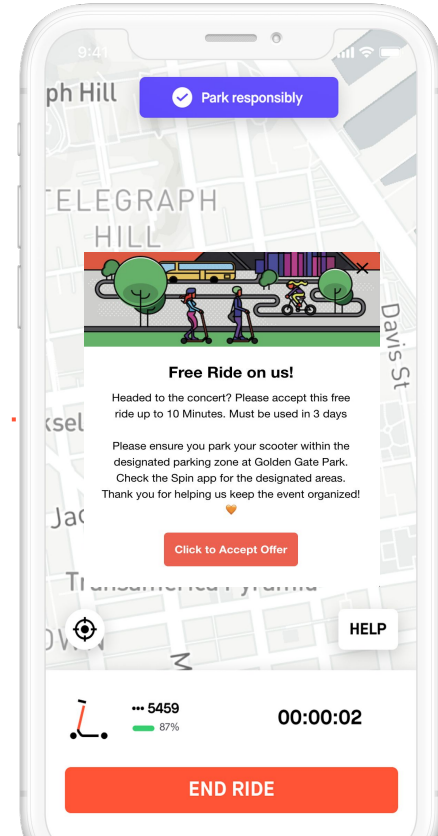 9:41
ph Hill
Park responsibly
TELEGRAPH
HILL
Davis St
Free Ride on us!
Headed to the concert? Please accept this free
ride up to 10 Minutes. Must be used in 3 days
Please ensure you park your scooter within the
designated parking zone at Golden Gate Park.
Check the Spin app for the designated areas.
Thank you for helping us keep the event organized!
🧡
Click to Accept Offer
ksel
Jac
Transamerica Pyramid
HELP
••• 5459
87%
00:00:02
END RIDE